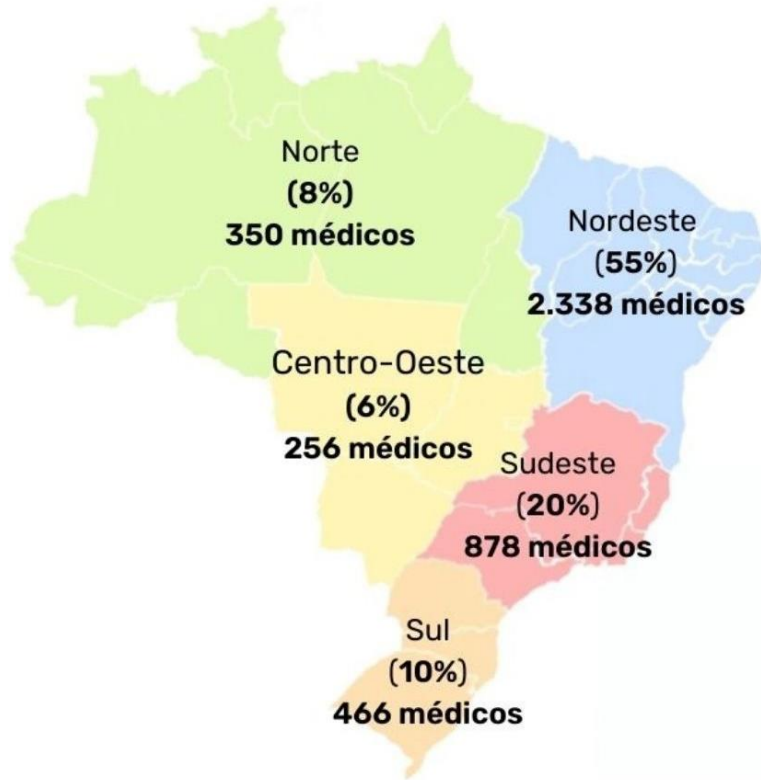 Norte
(8%)
350 médicos
Nordeste
(55%)
2.338 médicos
Centro-Oeste
(6%)
256 médicos
Sudeste
(20%)
878 médicos
Sul
(10%)
466 médicos